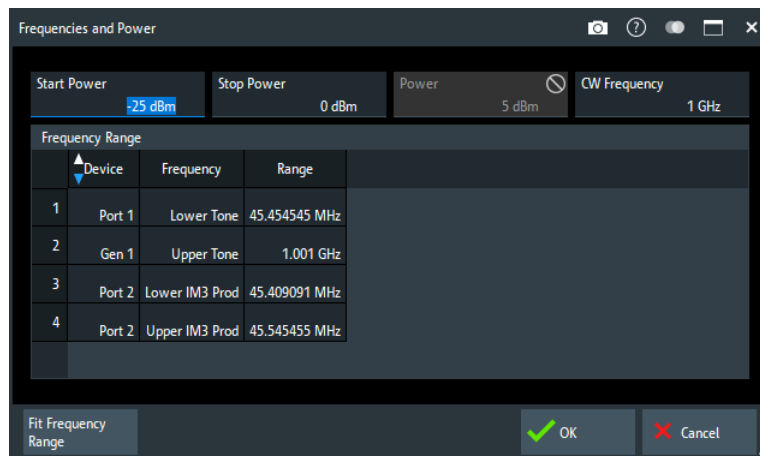 Frequencies and Power
Start Power Stop Power Power CW Frequency
-25 dBm 0 dBm 5 dBm 1 GHz
Frequency Range
Device Frequency Range
1 Port 1 Lower Tone 45.454545 MHz
2 Gen 1 Upper Tone 1.001 GHz
3 Port 2 Lower IM3 Prod 45.409091 MHz
4 Port 2 Upper IM3 Prod 45.545455 MHz
Fit Frequency
Range
OK Cancel